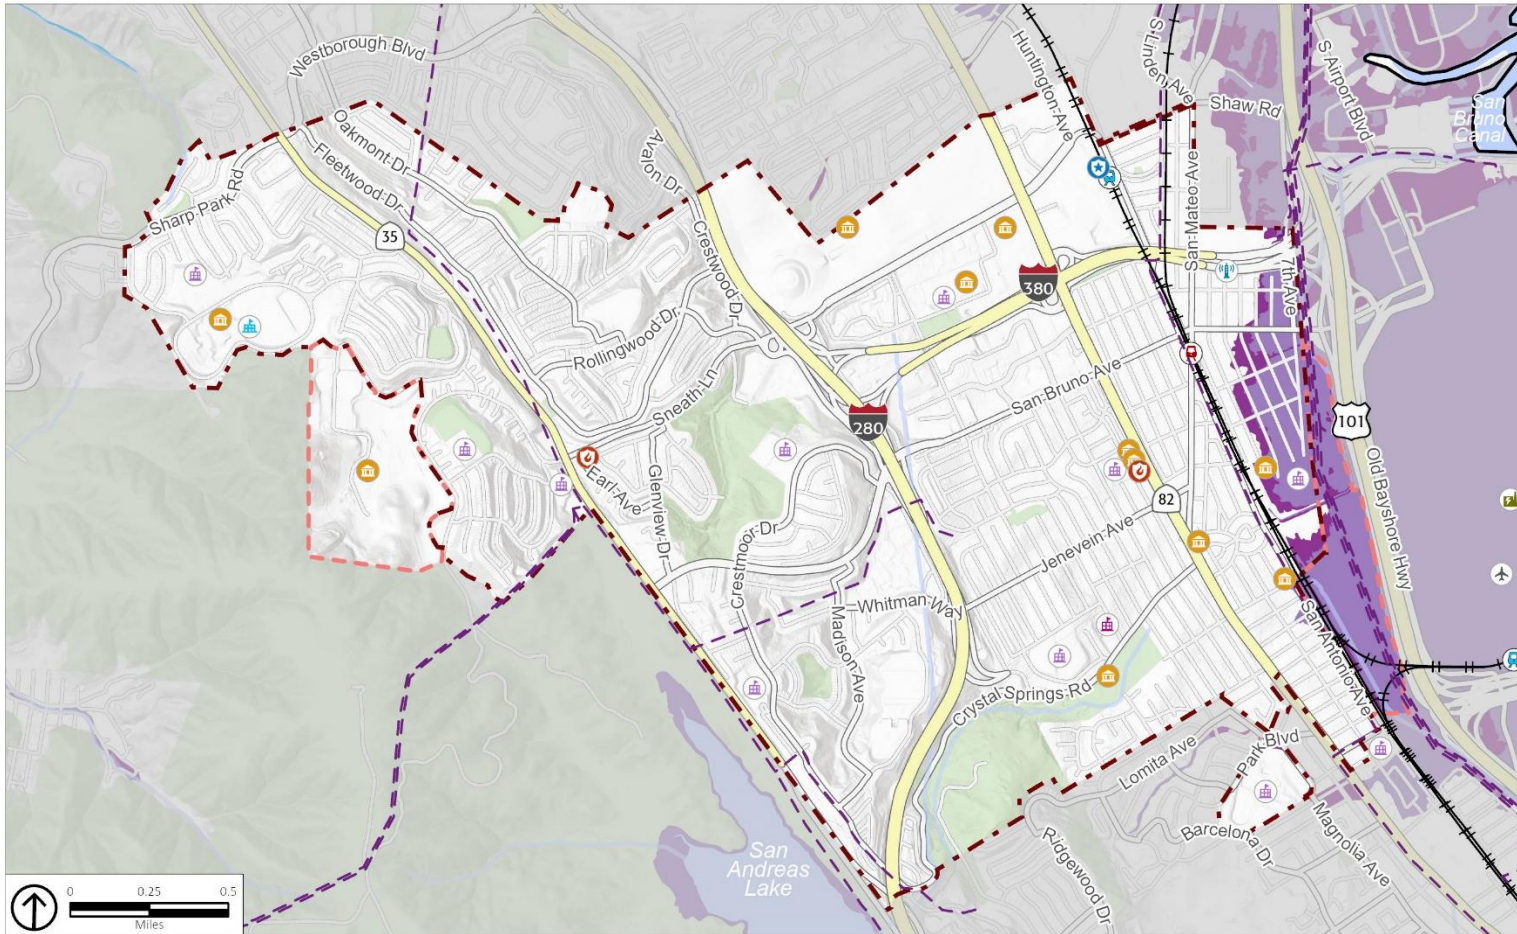 Westborough Blvd
Oakmont Dr
Fleetwood Dr
Sharp Park Rd
35
Avalon Dr
Crestwood Dr
Huntington Ave
S Linden Ave
Shaw Rd
S Airport Blvd
San
Bruno
Canal
San Mateo Ave
7th Ave
380
Rollingwood Dr
Sneath Ln
San Bruno Ave
280
101
Earl Ave
Glenview Dr
Old Bayshore Hwy
82
Crestmoor Dr
Jenevein Ave
Whitman Way
Madison Ave
San Antonio Ave
Crystal Springs Rd
Park Blvd
Lomita Ave
Barcelona Dr
Magnolia Ave
Ridgewood Dr
San
Andreas
Lake
0 0.25 0.5
Miles